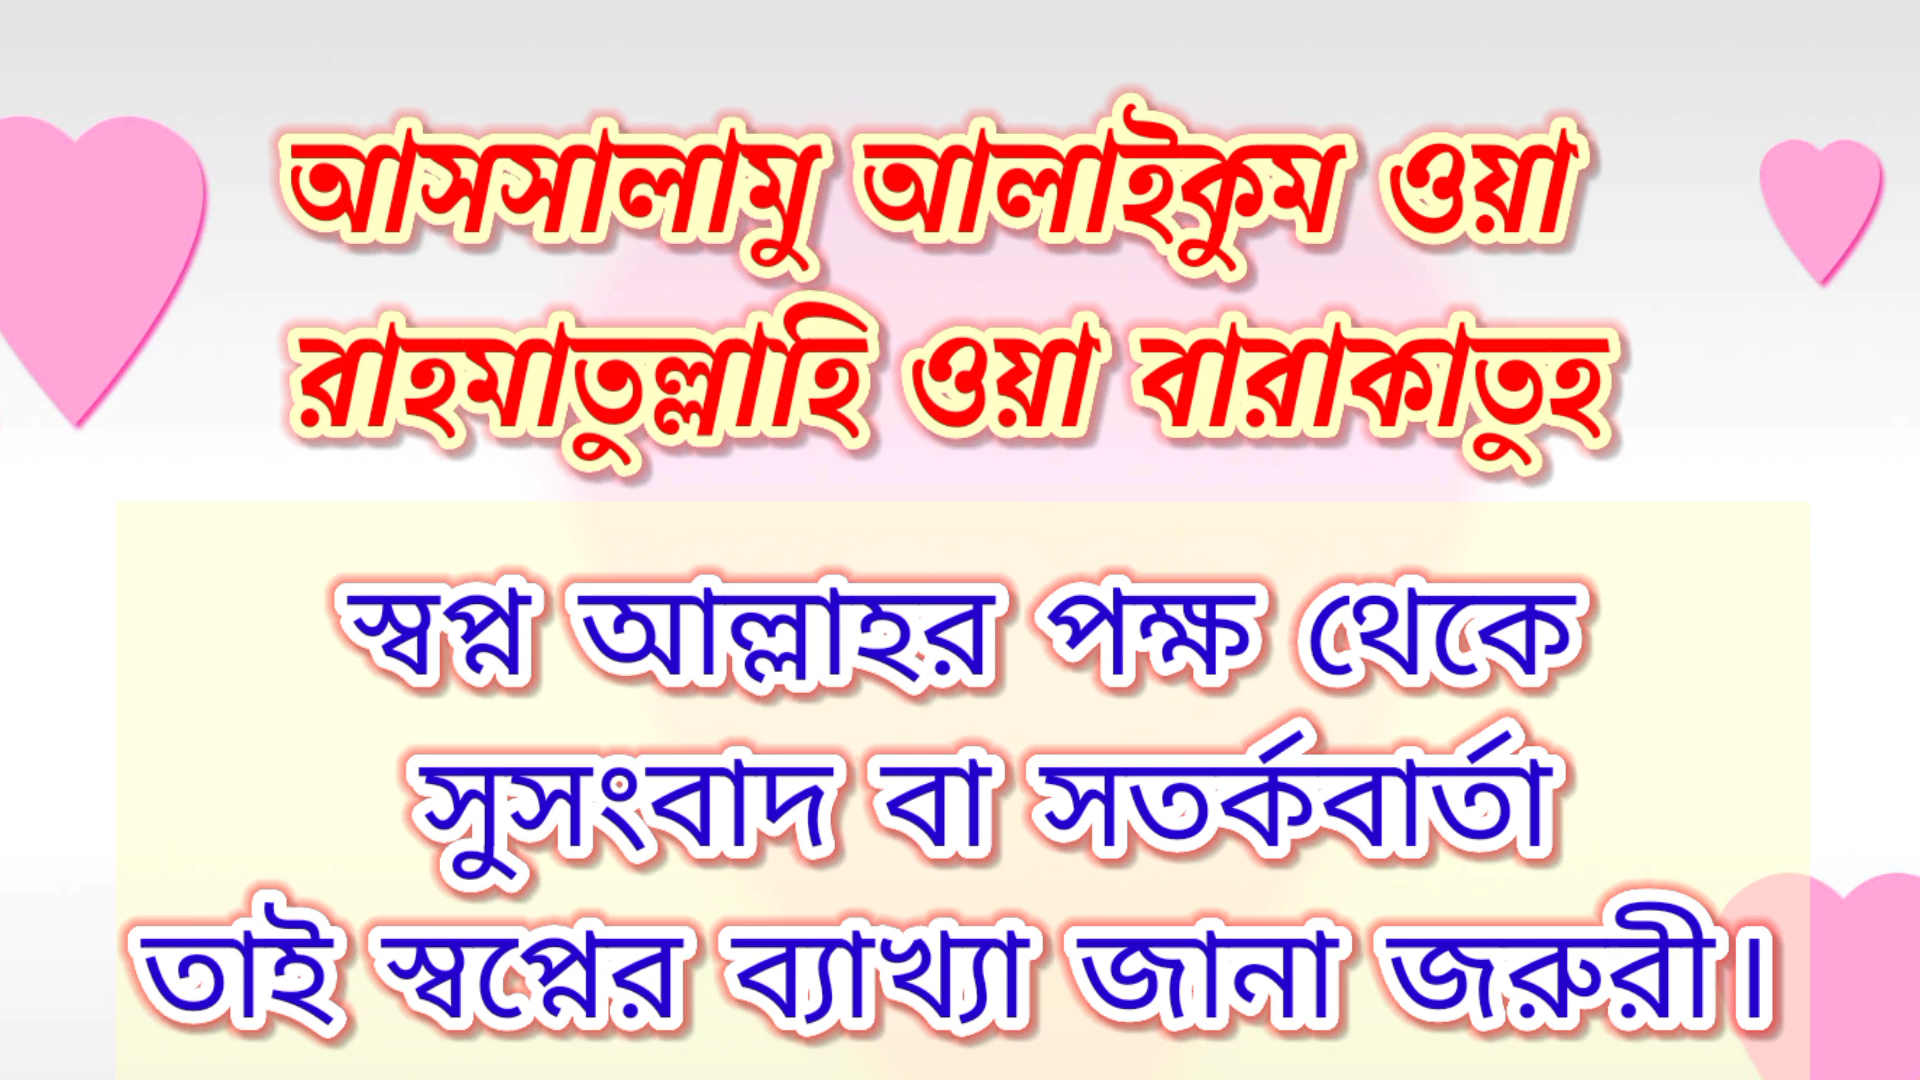 আসসালামু আলাইকুম ওয়া
রাহমাতুল্লাহি ওয়া বারাকাতুহ
স্বপ্ন আল্লাহর পক্ষ থেকে
সুসংবাদ বা সতর্কবার্তা
তাই স্বপ্নের ব্যাখ্যা জানা জরুরী।